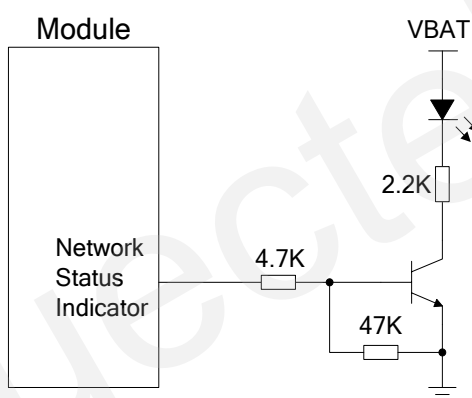 Module
VBAT
2.2K
Network
Status
Indicator
4.7K
47K